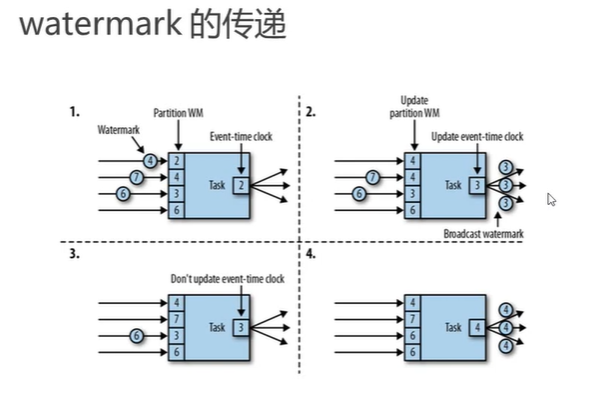 watermark 的传递
1.
Partition WM
Watermark
Event-time clock
4
7
6
2
4
3
6
Task
2
2.
Update
partition WM
Update event-time clock
7
6
4
4
3
6
Task
3
3
3
3
Broadcast watermark
3.
Don't update event-time clock
6
4
7
3
6
Task
3
4.
4
7
6
6
Task
4
4
4
4